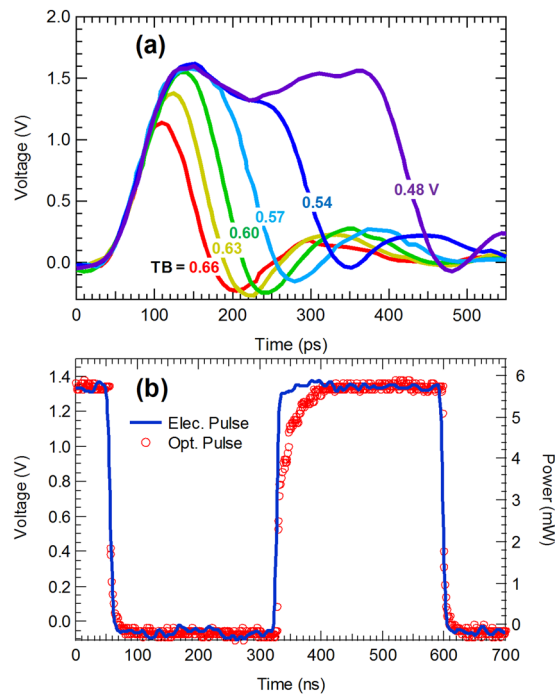 2.0
(a)
1.5
1.0
0.5
0.0
Voltage (V)
0.48 V
0.54
0.57
0.60
0.63
TB = 0.66
0 100 200 300 400 500
Time (ps)
1.4
1.2
1.0
0.8
0.6
0.4
0.2
0.0
Voltage (V)
(b)
Elec. Pulse
Opt. Pulse
6
5
4
3
2
6
0
Power (mW)
0 100 200 300 400 500 600 700
Time (ns)